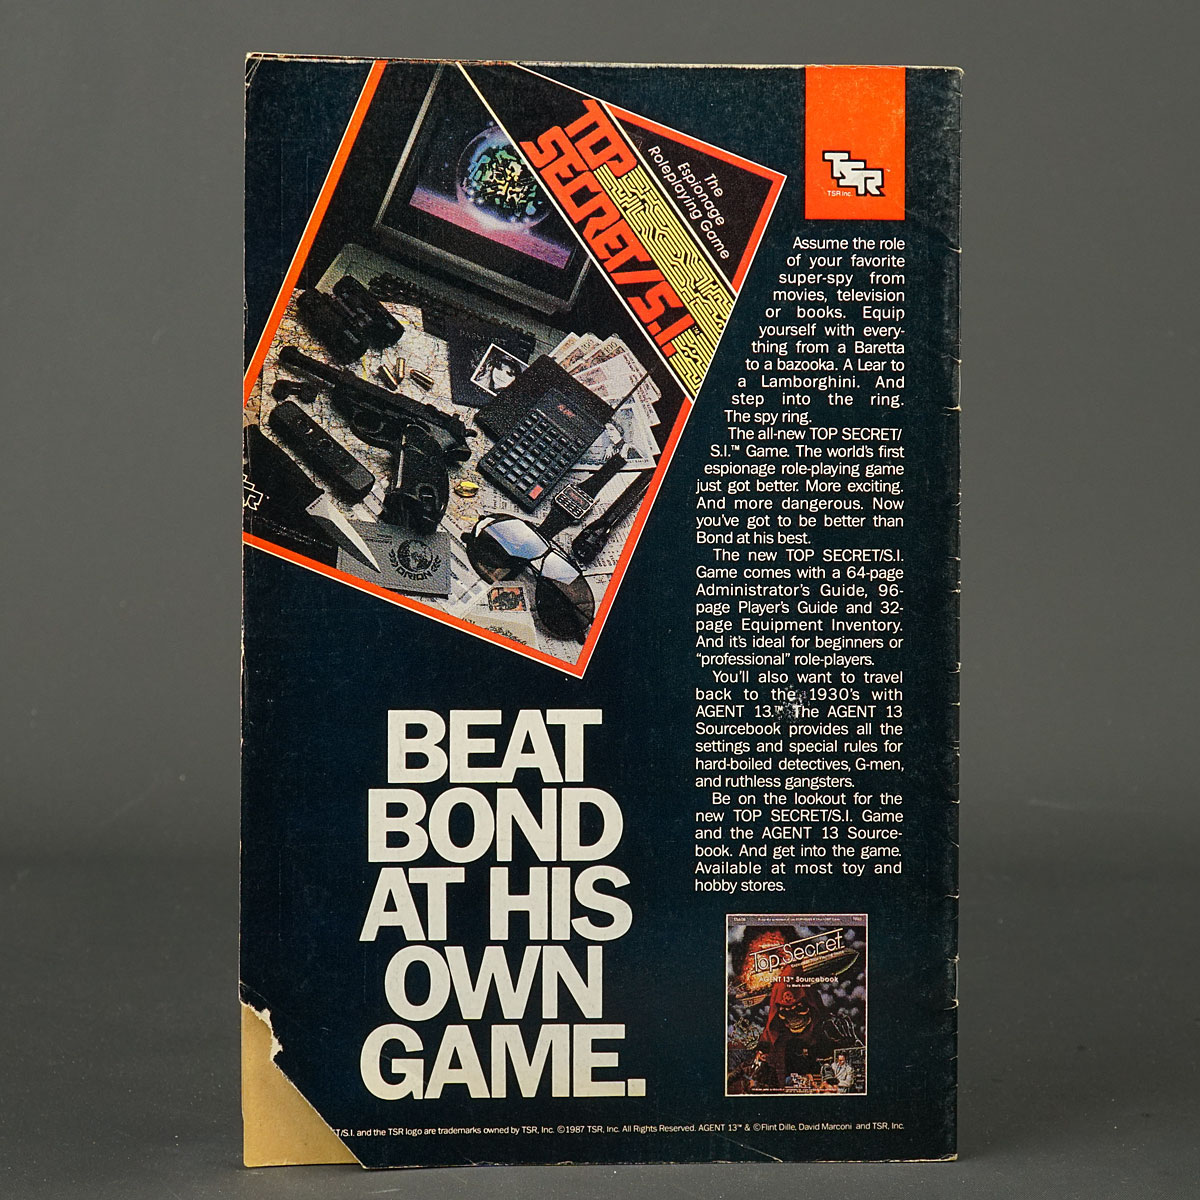 TOP
SECRET/S.I.™
The
Espionage
Roleplaying Game
ORION
TSR
TSR Inc.
Assume the role
of your favorite
super-spy from
movies, television
or books. Equip
yourself with every-
thing from a Baretta
to a bazooka. A Lear to
a Lamborghini. And
step into the ring.
The spy ring.
The all-new TOP SECRET/
S.I.™ Game. The world's first
espionage role-playing game
just got better. More exciting.
And more dangerous. Now
you've got to be better than
Bond at his best.
The new TOP SECRET/S.I.
Game comes with a 64-page
Administrator's Guide, 96-
page Player's Guide and 32-
page Equipment Inventory.
And it's ideal for beginners or
"professional" role-players.
You'll also want to travel
back to the 1930's with
AGENT 13.™ The AGENT 13
Sourcebook provides all the
settings and special rules for
hard-boiled detectives, G-men,
and ruthless gangsters.
Be on the lookout for the
new TOP SECRET/S.I. Game
and the AGENT 13 Source-
book. And get into the game.
Available at most toy and
hobby stores.
BEAT
BOND
AT HIS
OWN
GAME.
Top Secret
AGENT 13™ Sourcebook
T/S.I. and the TSR logo are trademarks owned by TSR, Inc. ©1987 TSR, Inc. All Rights Reserved. AGENT 13™ & ©Flint Dille, David Marconi and TSR, Inc.